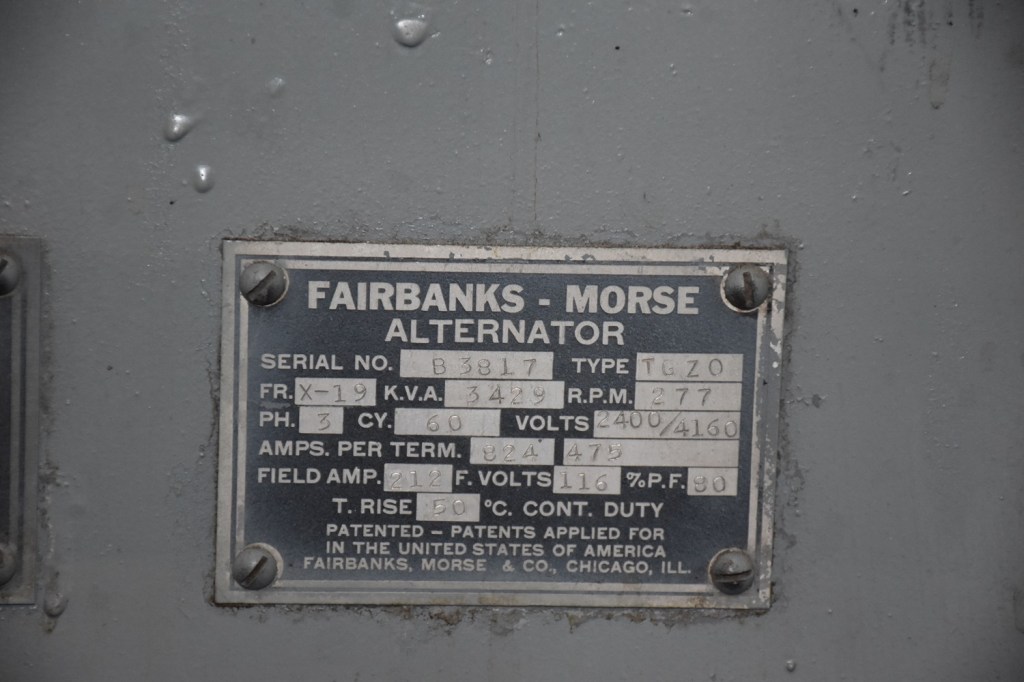 FAIRBANKS - MORSE
ALTERNATOR
SERIAL NO. B3817 TYPE TGZO
FR. X-19 K.V.A. 3429 R.P.M. 277
PH. 3 CY. 60 VOLTS 2400/4160
AMPS. PER TERM. 824 475
FIELD AMP. 212 F. VOLTS 116 % P.F. 80
T. RISE 50 °C. CONT. DUTY
PATENTED – PATENTS APPLIED FOR
IN THE UNITED STATES OF AMERICA
FAIRBANKS, MORSE & CO., CHICAGO, ILL.